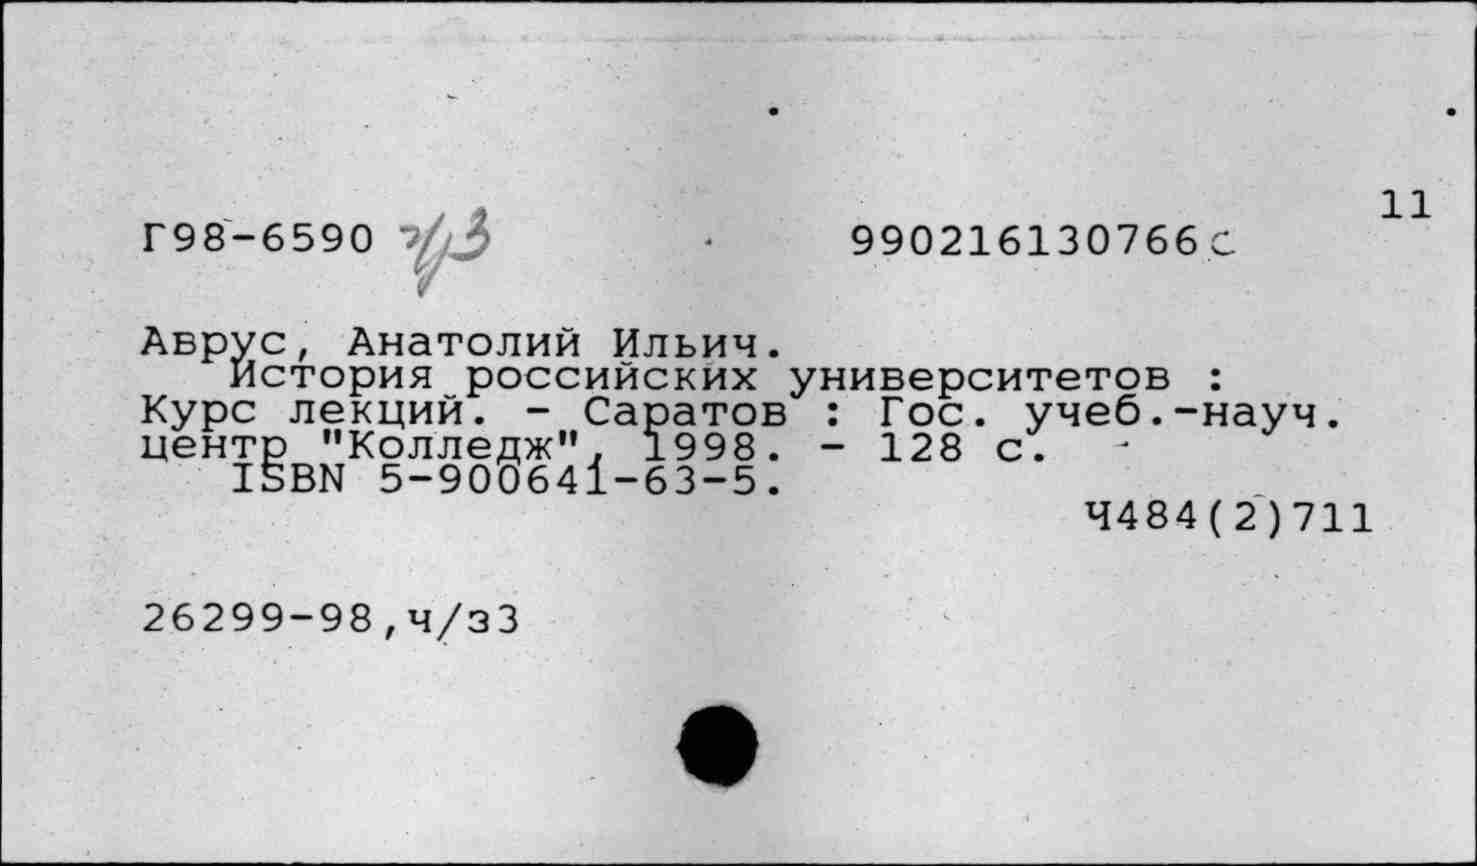 11
Г98-6590 990216130766с
Аврус, Анатолий Ильич.
История российских университетов :
Курс лекций. - Саратов : Гос. учеб.-науч.
центр "Колледж", 1998. - 128 с. -
ISBN 5-900641-63-5.
Ч484(2)711
26299-98,ч/з3